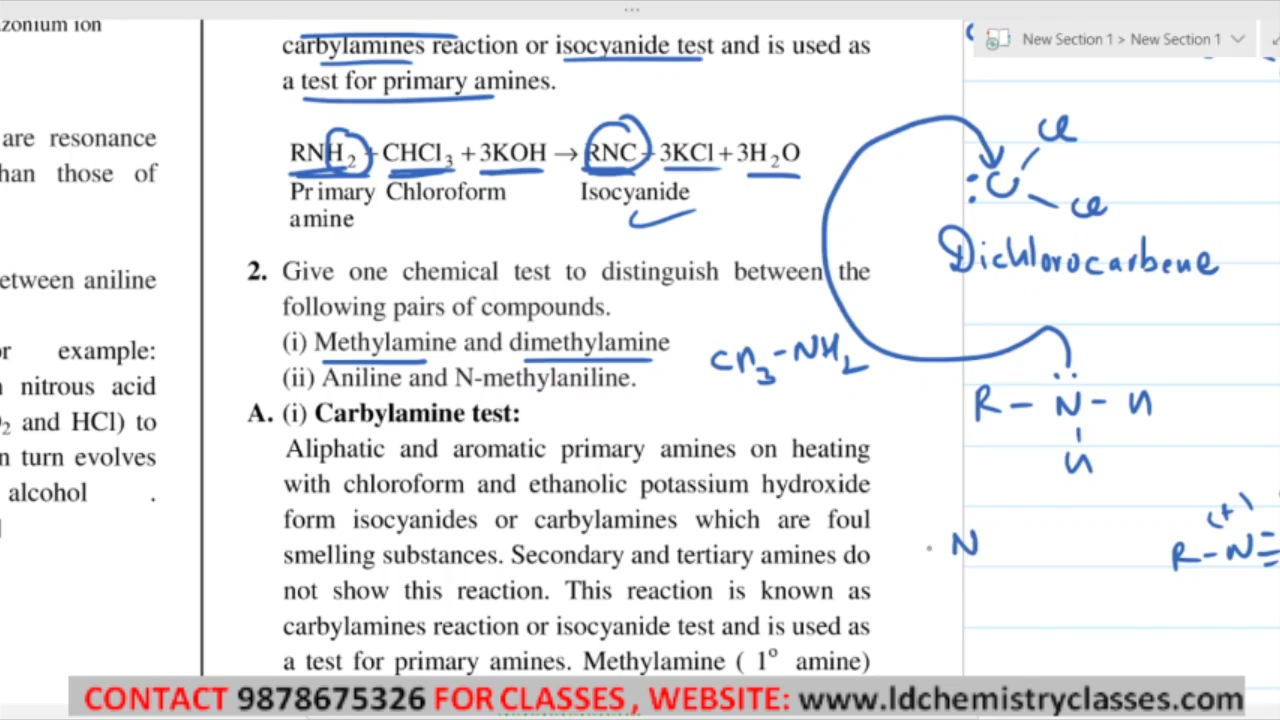 ...
azonium ion
are resonance
han those of
etween aniline
or example:
nitrous acid
O₂ and HCl) to
n turn evolves
alcohol .
carbylamines reaction or isocyanide test and is used as
a test for primary amines.
RNH₂ + CHCl₃ + 3KOH → RNC + 3KCl + 3H₂O
Primary Chloroform Isocyanide
amine
2. Give one chemical test to distinguish between the
following pairs of compounds.
(i) Methylamine and dimethylamine
(ii) Aniline and N-methylaniline.
A. (i) Carbylamine test:
Aliphatic and aromatic primary amines on heating
with chloroform and ethanolic potassium hydroxide
form isocyanides or carbylamines which are foul
smelling substances. Secondary and tertiary amines do
not show this reaction. This reaction is known as
carbylamines reaction or isocyanide test and is used as
a test for primary amines. Methylamine ( 1° amine)
CH₃-NH₂
New Section 1 > New Section 1
Cl
:C
Cl
Dichlorocarbene
R - N̈ - H
H
N
(+)
R-N≡
CONTACT 9878675326 FOR CLASSES , WEBSITE: www.ldchemistryclasses.com